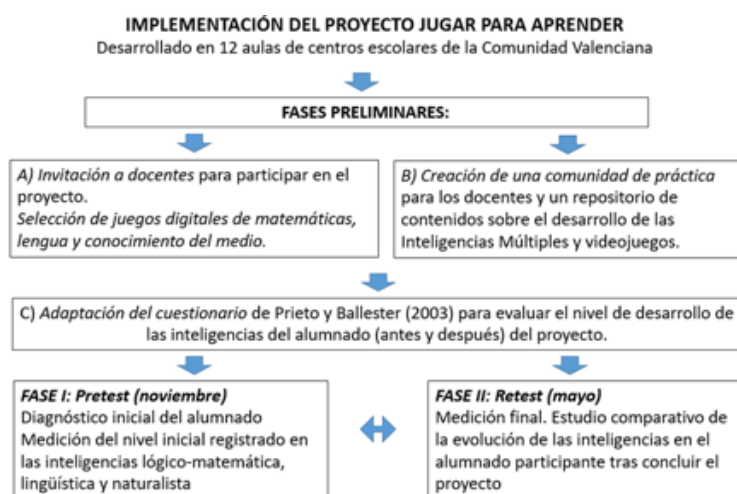 IMPLEMENTACIÓN DEL PROYECTO JUGAR PARA APRENDER
Desarrollado en 12 aulas de centros escolares de la Comunidad Valenciana
FASES PRELIMINARES:
A) Invitación a docentes para participar en el
proyecto.
Selección de juegos digitales de matemáticas,
lengua y conocimiento del medio.
B) Creación de una comunidad de práctica
para los docentes y un repositorio de
contenidos sobre el desarrollo de las
Inteligencias Múltiples y videojuegos.
C) Adaptación del cuestionario de Prieto y Ballester (2003) para evaluar el nivel de desarrollo de
las inteligencias del alumnado (antes y después) del proyecto.
FASE I: Pretest (noviembre)
Diagnóstico inicial del alumnado
Medición del nivel inicial registrado en
las inteligencias lógico-matemática,
lingüística y naturalista
FASE II: Retest (mayo)
Medición final. Estudio comparativo de
la evolución de las inteligencias en el
alumnado participante tras concluir el
proyecto